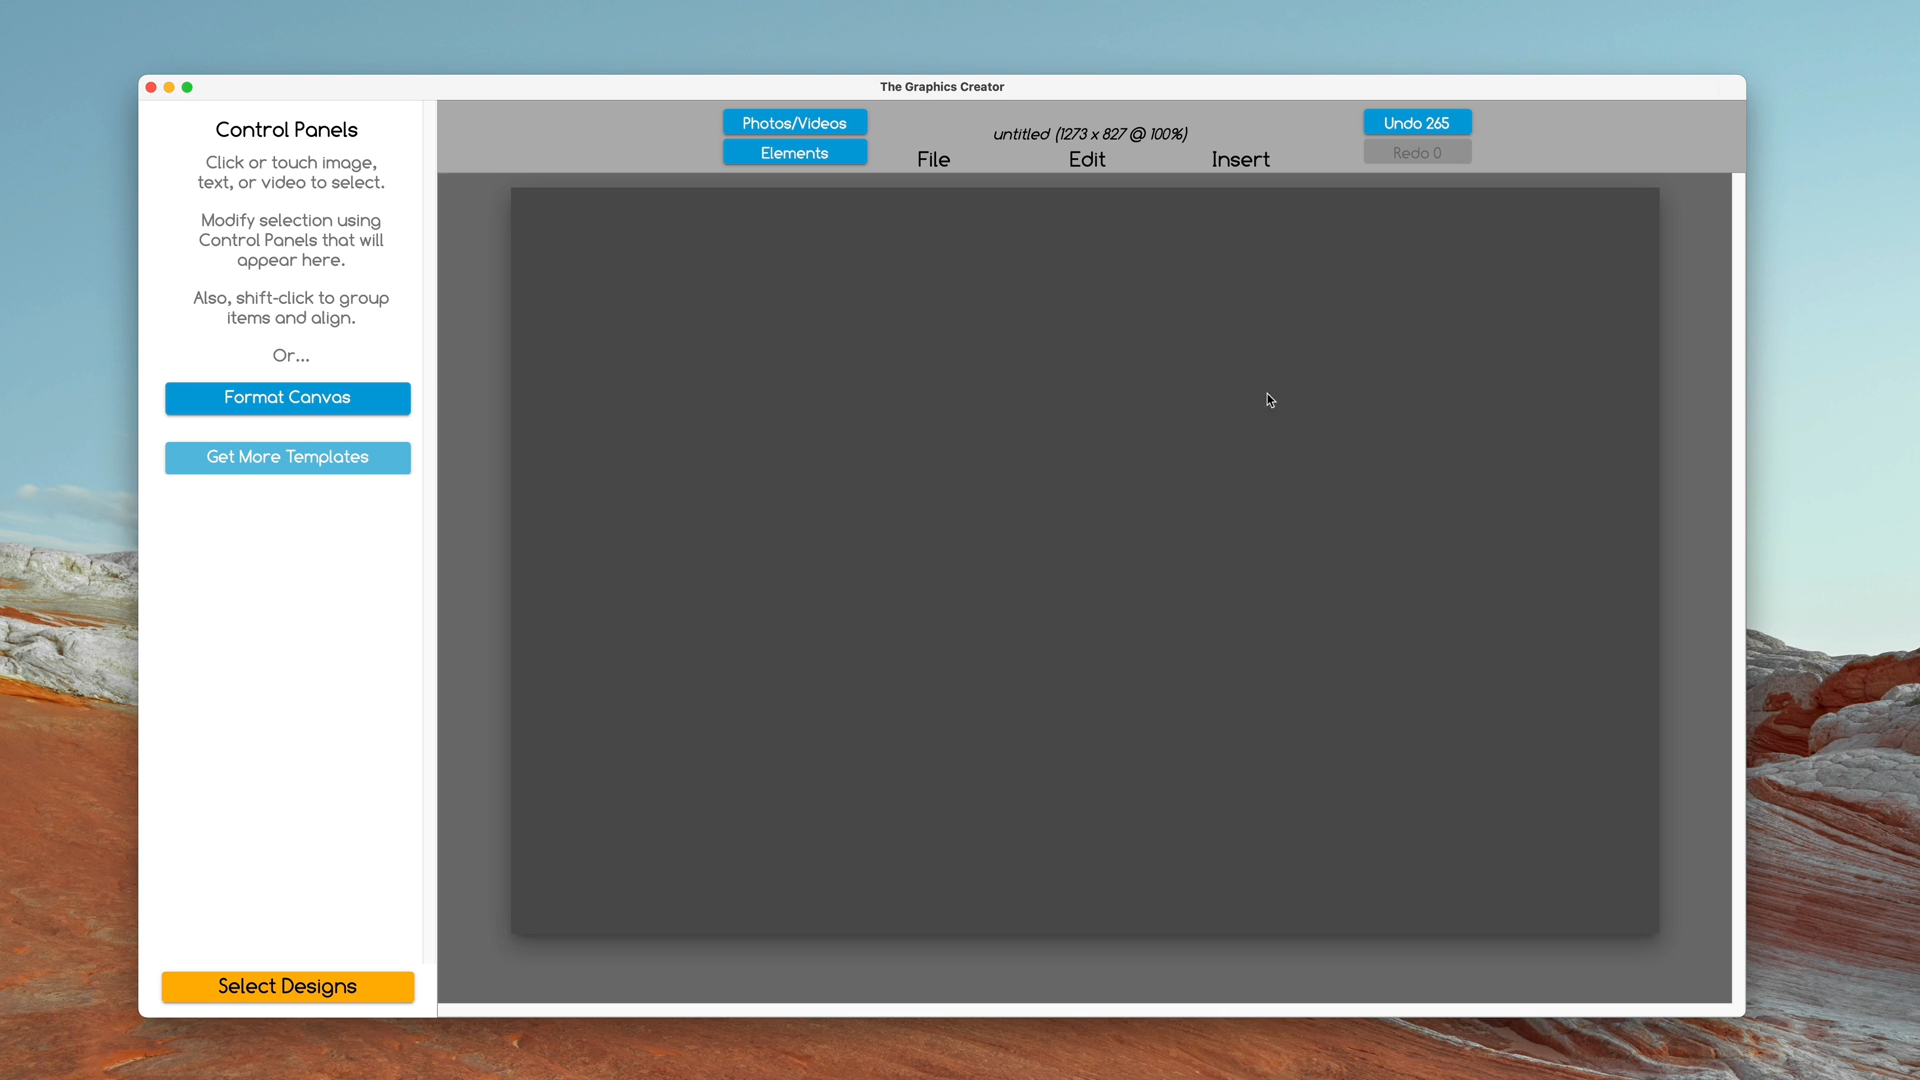 The Graphics Creator
Control Panels
Click or touch image,
text, or video to select.
Modify selection using
Control Panels that will
appear here.
Also, shift-click to group
items and align.
Or...
Format Canvas
Get More Templates
Select Designs
Photos/Videos
Elements
untitled (1273 x 827 @ 100%)
File Edit Insert
Undo 265
Redo 0